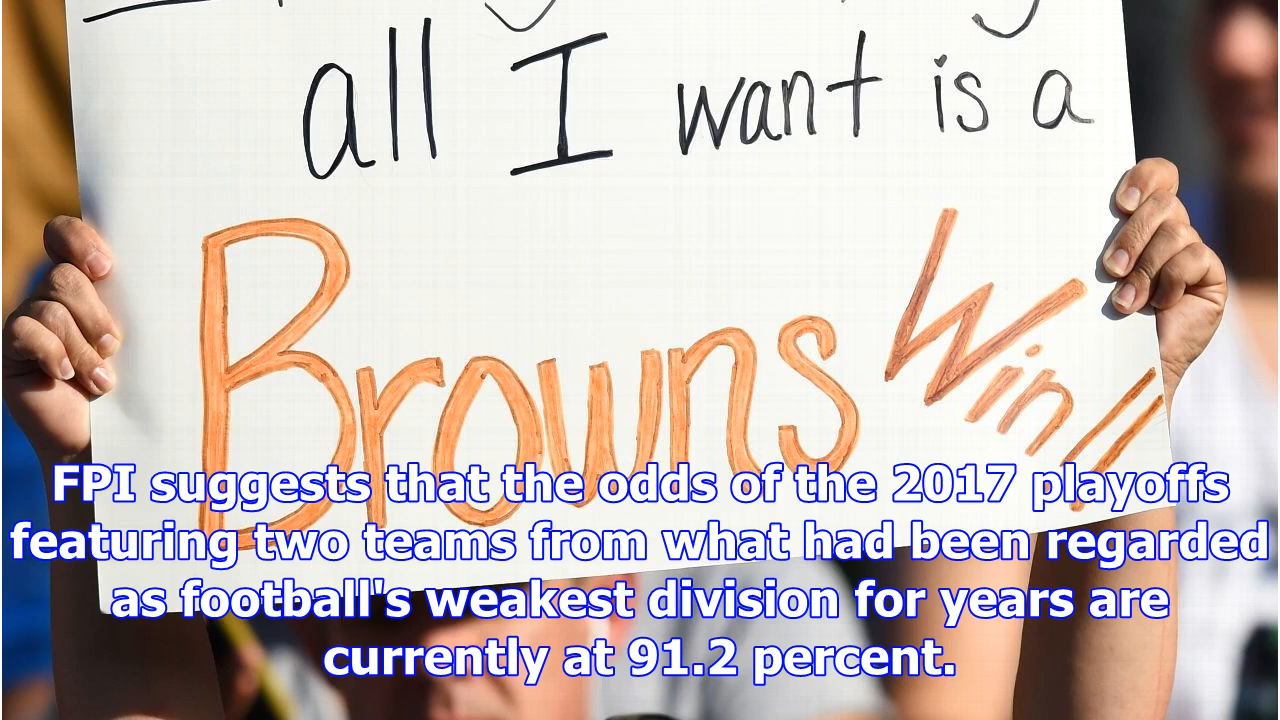 all I want is a
Browns Win!!
FPI suggests that the odds of the 2017 playoffs
featuring two teams from what had been regarded
as football's weakest division for years are
currently at 91.2 percent.